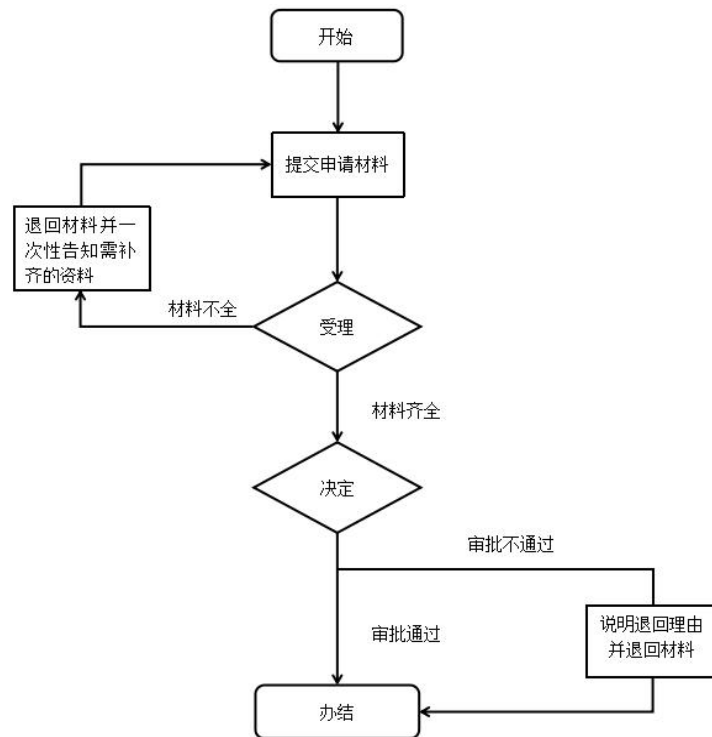 开始
提交申请材料
退回材料并一
次性告知需补
齐的资料
材料不全
受理
材料齐全
决定
审批不通过
审批通过
说明退回理由
并退回材料
办结